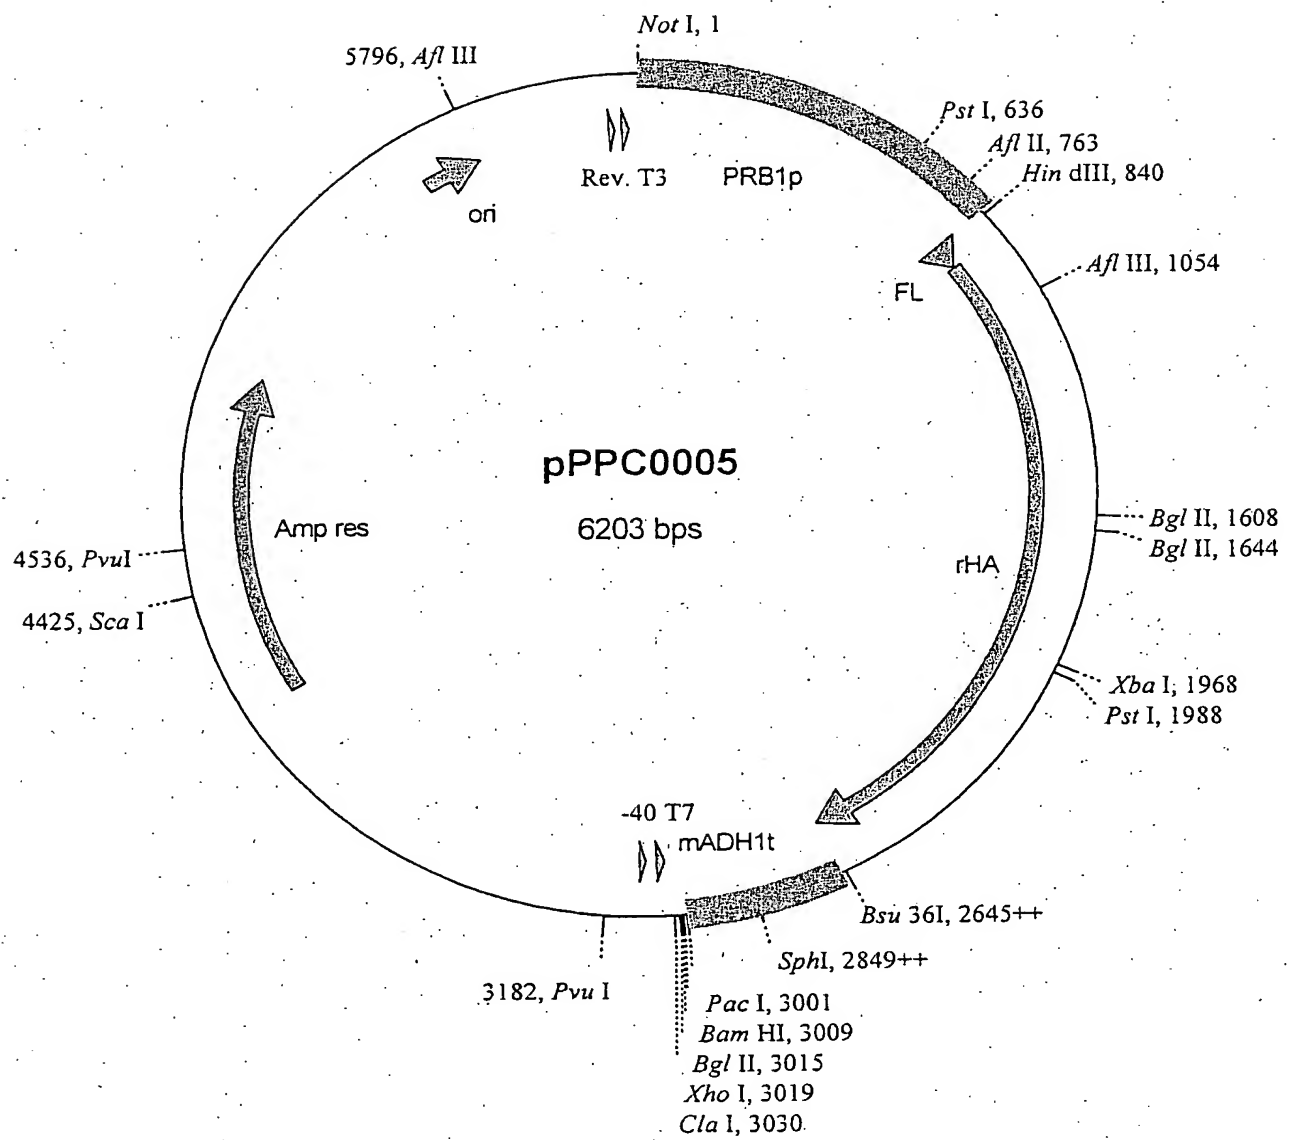 Not I, 1
5796, Afl III
Pst I, 636
Afl II, 763
Hin dIII, 840
Rev. T3
PRB1p
ori
Afl III, 1054
FL
pPPC0005
6203 bps
Amp res
Bgl II, 1608
Bgl II, 1644
4536, PvuI
rHA
4425, Sca I
Xba I, 1968
Pst I, 1988
-40 T7
mADH1t
Bsu 36I, 2645++
SphI, 2849++
3182, Pvu I
Pac I, 3001
Bam HI, 3009
Bgl II, 3015
Xho I, 3019
Cla I, 3030